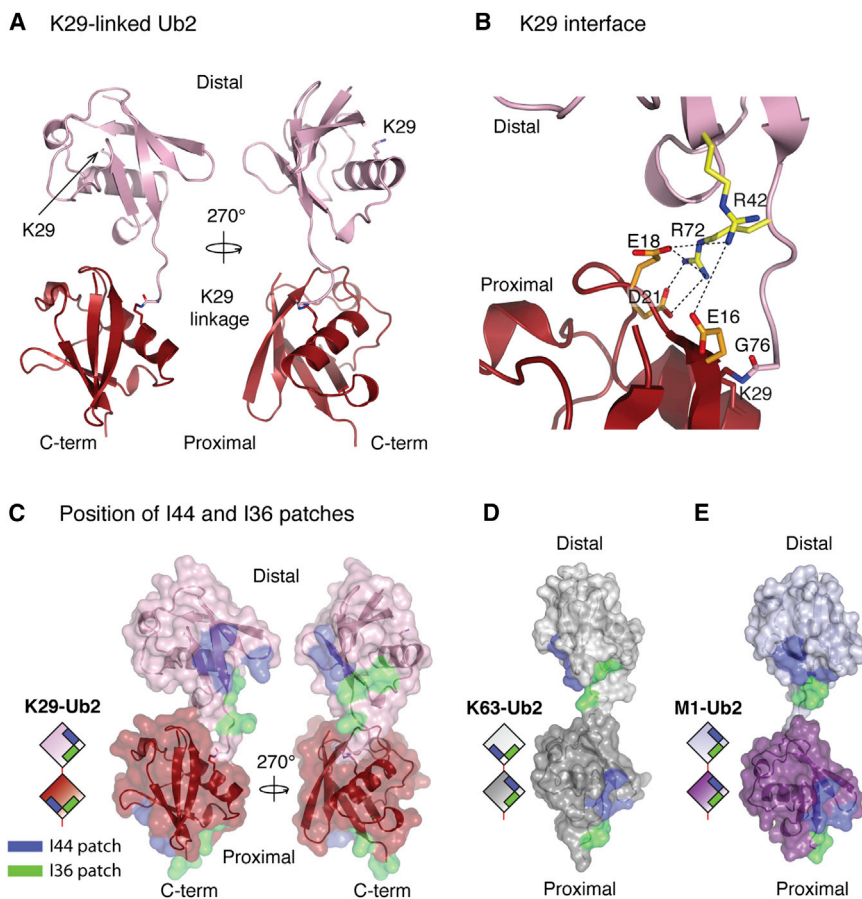 A K29-linked Ub2
Distal
K29
K29
270°
K29
linkage
C-term
Proximal
C-term
B K29 interface
Distal
R42
R72
E18
Proximal
D21
E16
G76
K29
C Position of I44 and I36 patches
Distal
K29-Ub2
270°
I44 patch
I36 patch
Proximal
C-term
C-term
D
Distal
K63-Ub2
Proximal
E
Distal
M1-Ub2
Proximal